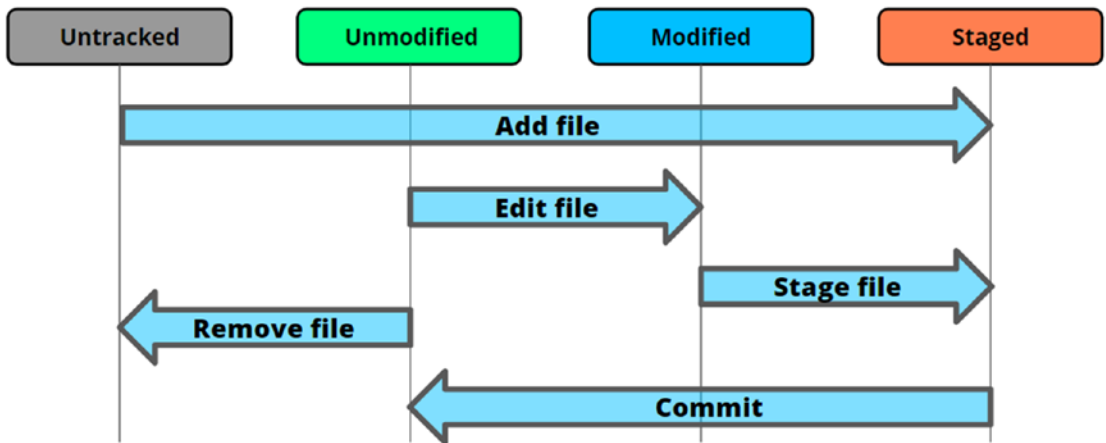 Untracked
Unmodified
Modified
Staged
Add file
Edit file
Stage file
Remove file
Commit